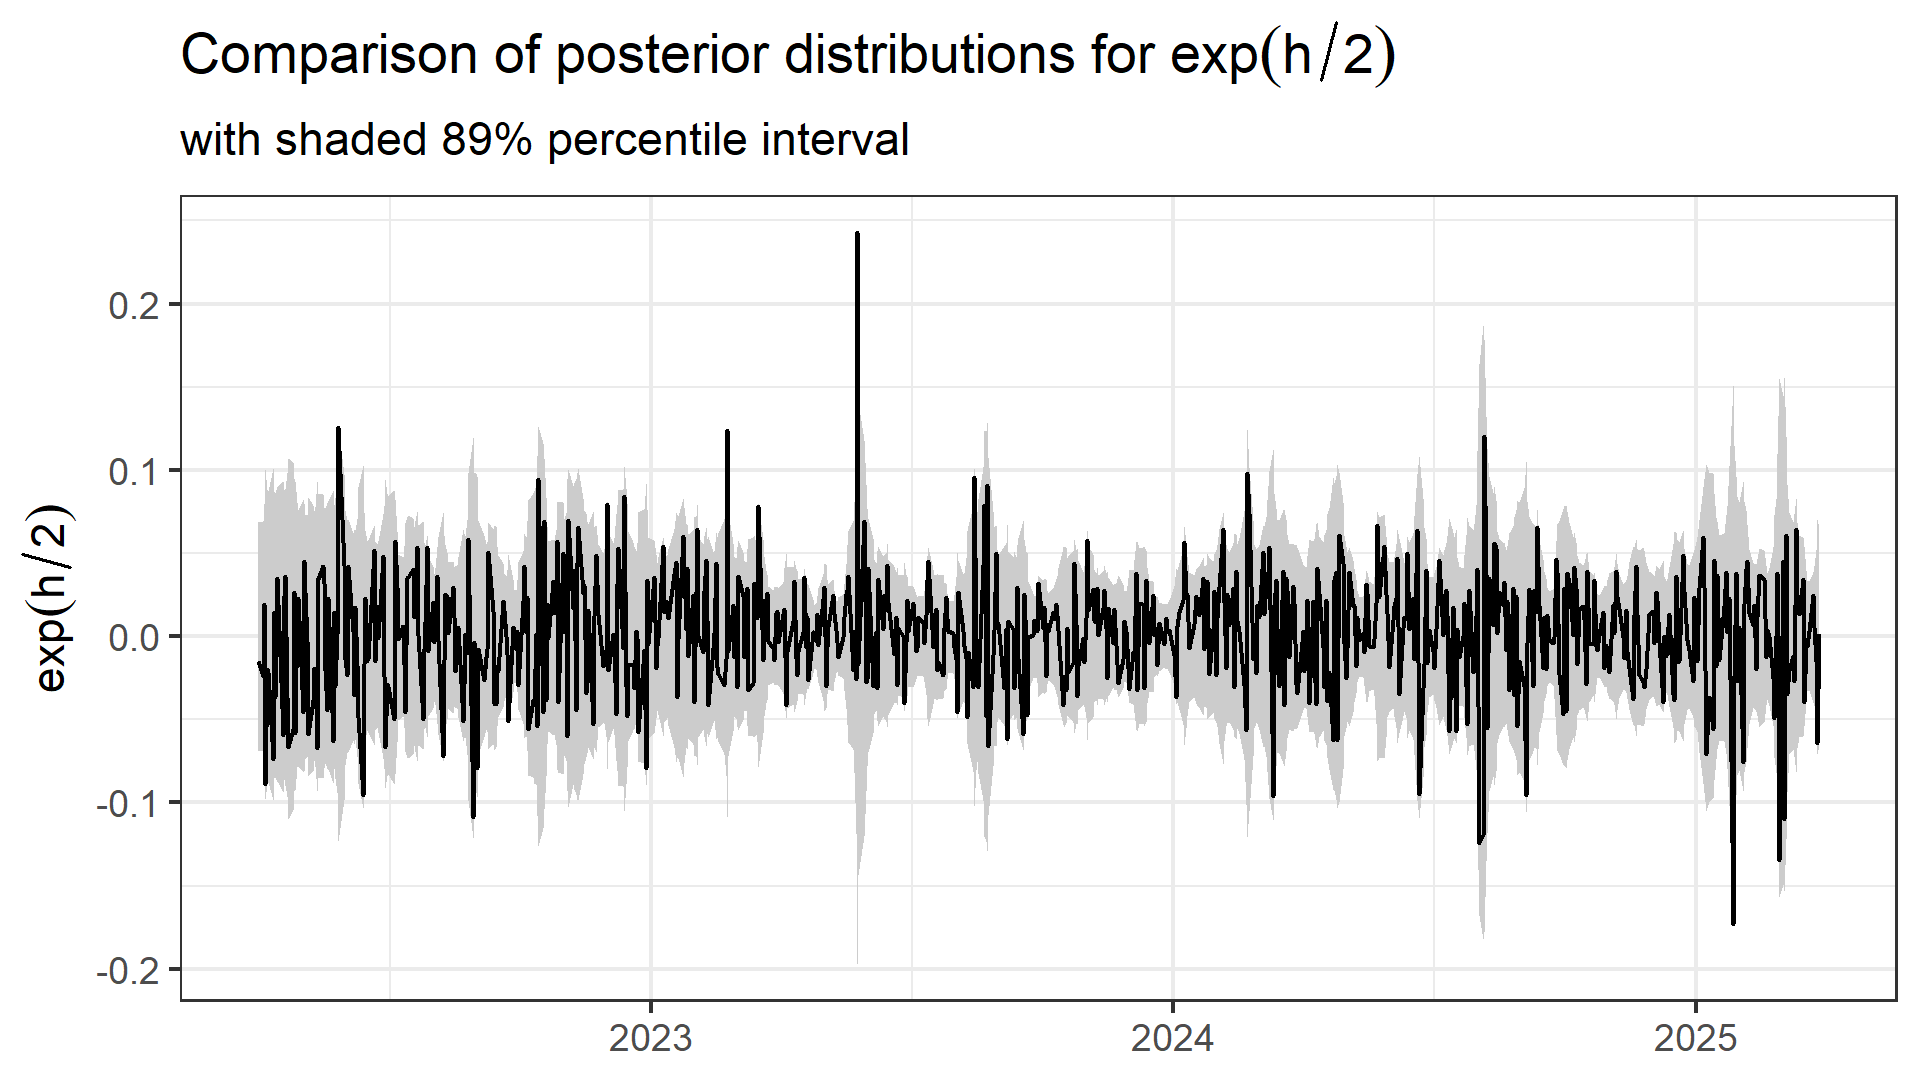 Comparison of posterior distributions for exp(h/2)
with shaded 89% percentile interval
exp(h/2)
0.2
0.1
0.0
-0.1
-0.2
2023
2024
2025